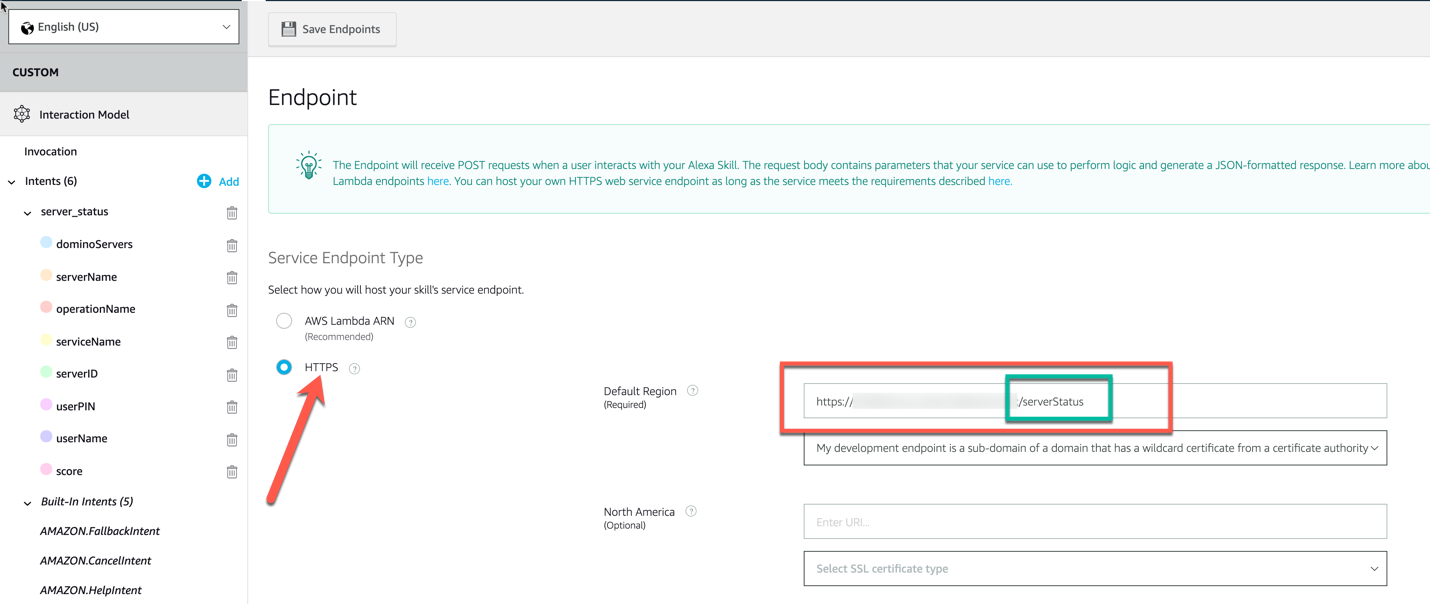 English (US)
Save Endpoints
CUSTOM
Interaction Model
Invocation
Intents (6)
Add
server_status
dominoServers
serverName
operationName
serviceName
serverID
userPIN
userName
score
Built-In Intents (5)
AMAZON.FallbackIntent
AMAZON.CancelIntent
AMAZON.HelpIntent
Endpoint
The Endpoint will receive POST requests when a user interacts with your Alexa Skill. The request body contains parameters that your service can use to perform logic and generate a JSON-formatted response. Learn more abou
Lambda endpoints here. You can host your own HTTPS web service endpoint as long as the service meets the requirements described here.
Service Endpoint Type
Select how you will host your skill's service endpoint.
AWS Lambda ARN ?
(Recommended)
HTTPS ?
Default Region ?
(Required)
https:// /serverStatus
My development endpoint is a sub-domain of a domain that has a wildcard certificate from a certificate authority
North America ?
(Optional)
Enter URI...
Select SSL certificate type